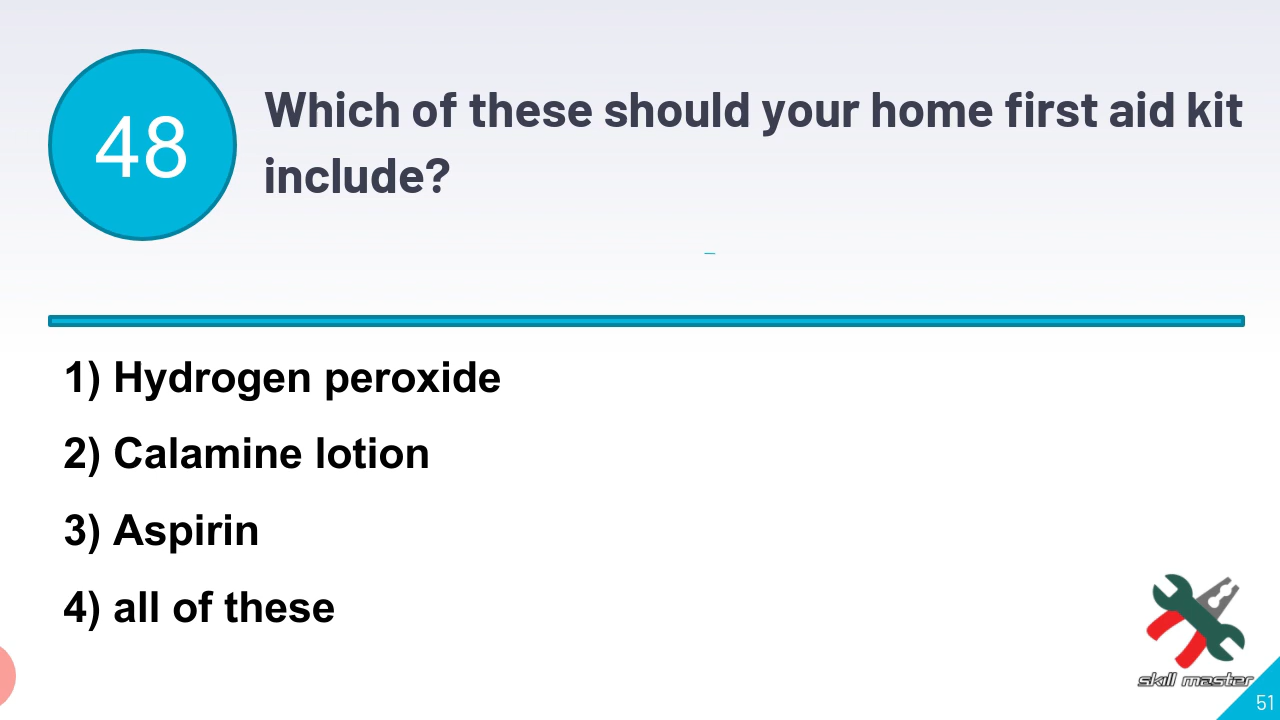 48
Which of these should your home first aid kit
include?
1) Hydrogen peroxide
2) Calamine lotion
3) Aspirin
4) all of these
skill master
51